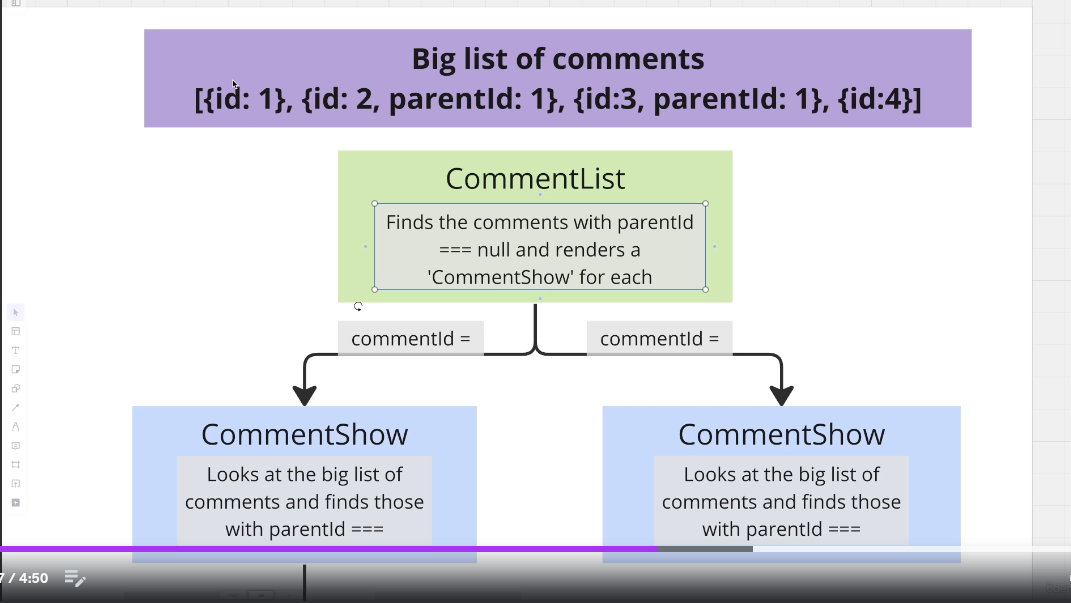 Big list of comments
[{id: 1}, {id: 2, parentId: 1}, {id:3, parentId: 1}, {id:4}]
CommentList
Finds the comments with parentId
=== null and renders a
'CommentShow' for each
commentId =
commentId =
CommentShow
CommentShow
Looks at the big list of
comments and finds those
with parentId ===
Looks at the big list of
comments and finds those
with parentId ===
7 / 4:50